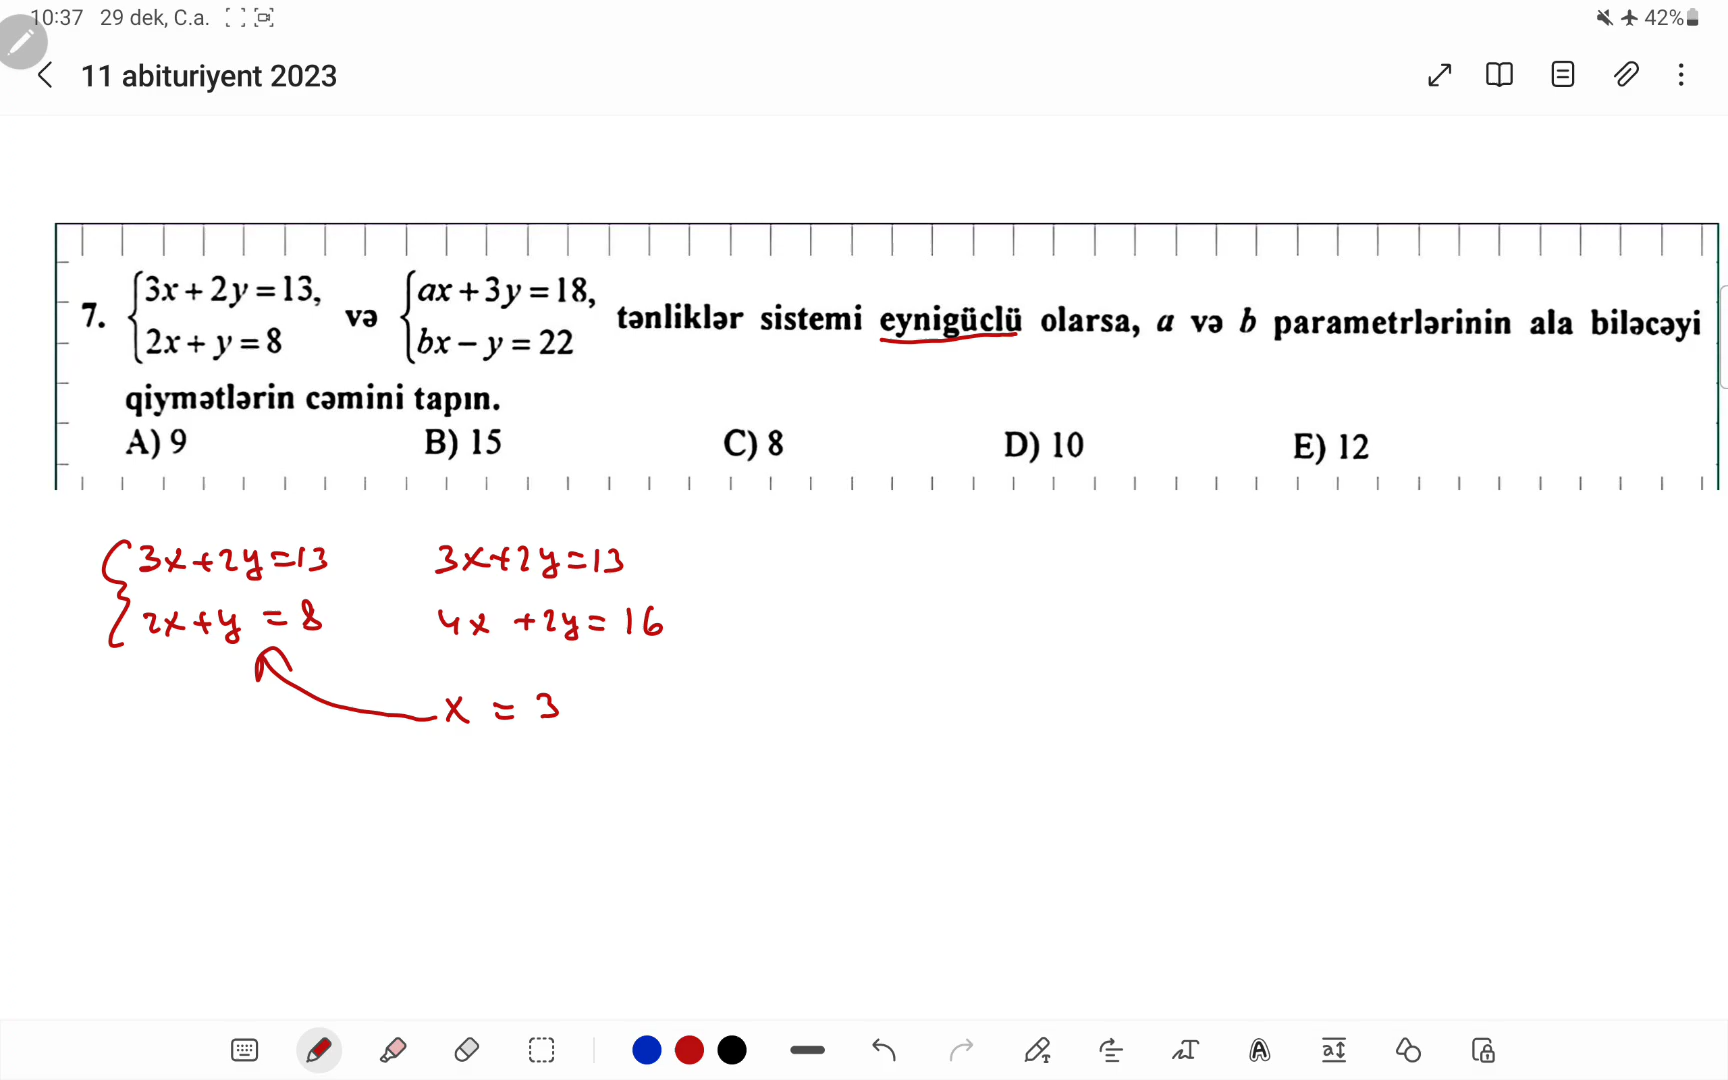 10:37 29 dek, C.a. 42%
11 abituriyent 2023
7. {3x + 2y = 13, 2x + y = 8 və {ax + 3y = 18, bx − y = 22 tənliklər sistemi eynigüclü olarsa, a və b parametrlərinin ala biləcəyi
qiymətlərin cəmini tapın.
A) 9 B) 15 C) 8 D) 10 E) 12
3x+2y=13 3x+2y=13
2x+y=8 4x+2y=16
x=3